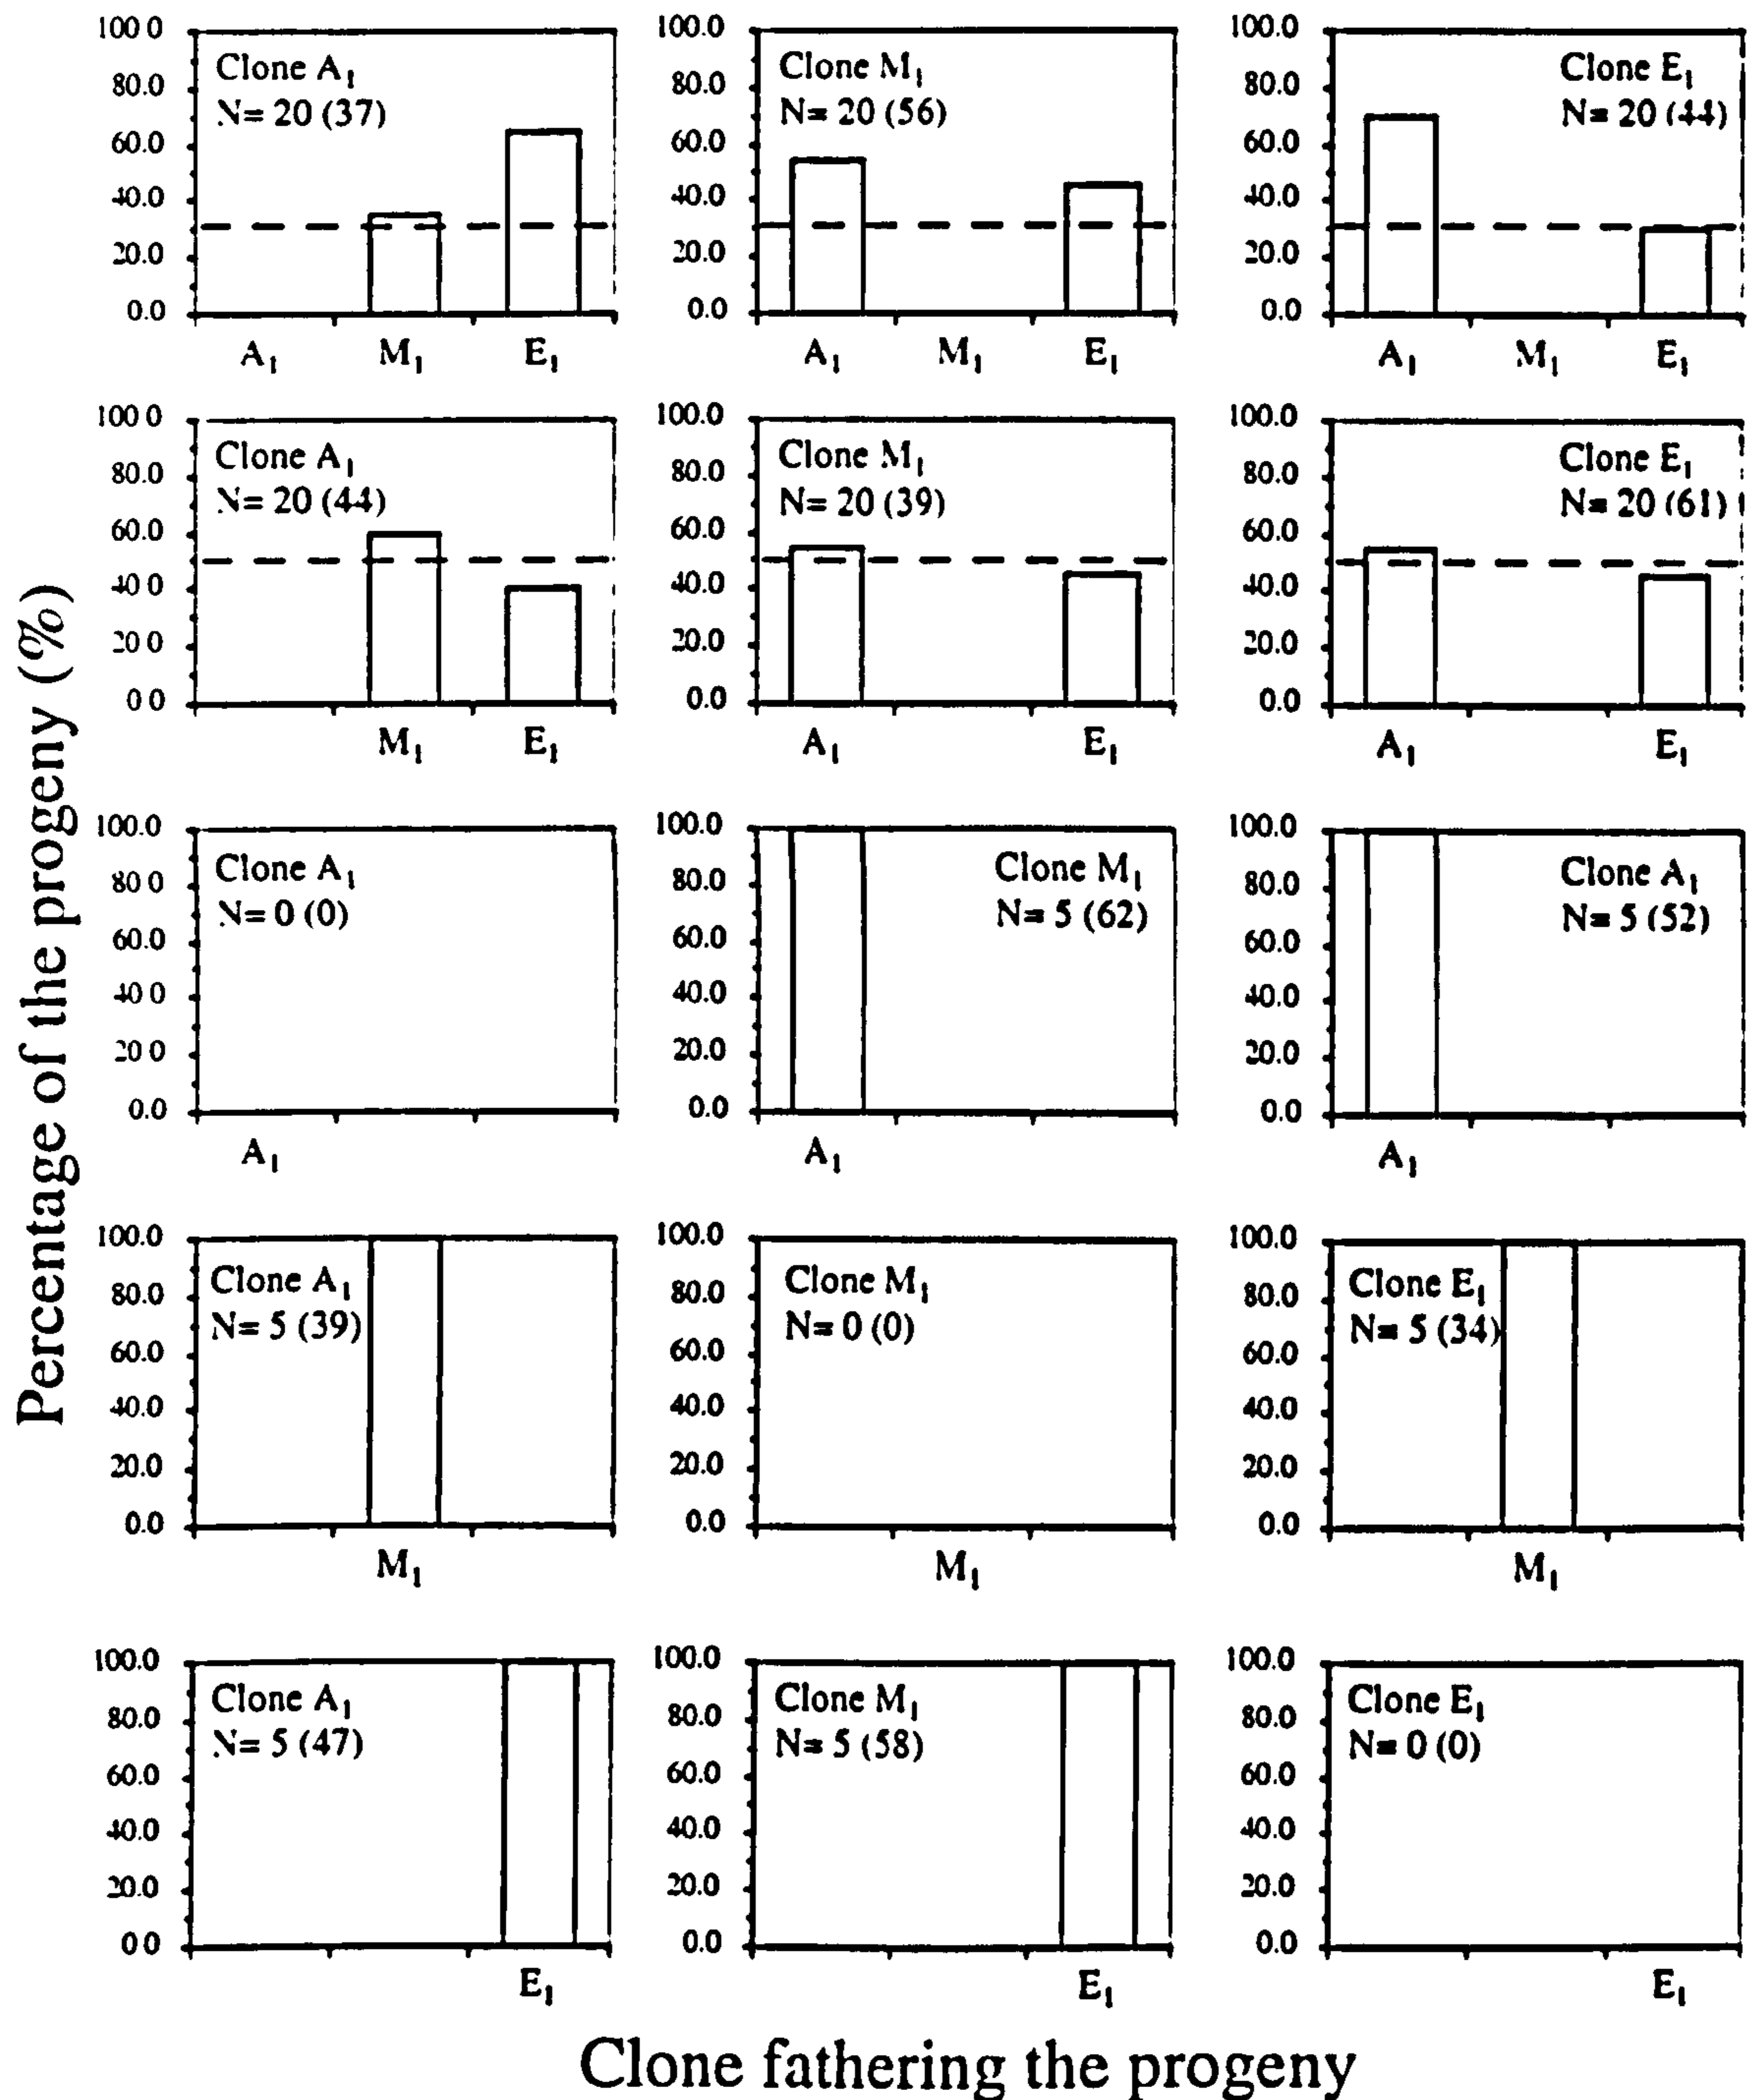 Percentage of the progeny (%)
100 0 80.0 60.0 40.0 20.0 0.0
Clone A1
N= 20 (37)
A1 M1 E1
100.0 80.0 60.0 40.0 20.0 0.0
Clone M1
N= 20 (56)
A1 M1 E1
100.0 80.0 60.0 40.0 20.0 0.0
Clone E1
N= 20 (44)
A1 M1 E1
100 0 80.0 60.0 40 0 20 0 0 0
Clone A1
N= 20 (44)
M1 E1
100.0 80.0 60.0 40.0 20.0 0.0
Clone M1
N= 20 (39)
A1 E1
100.0 80.0 60.0 40.0 20.0 0.0
Clone E1
N= 20 (61)
A1 E1
100.0 80 0 60.0 40 0 20 0 0.0
Clone A1
N= 0 (0)
A1
100.0 80.0 60.0 40.0 20.0 0.0
Clone M1
N= 5 (62)
A1
100.0 80.0 60.0 40.0 20.0 0.0
Clone A1
N= 5 (52)
A1
100.0 80.0 60.0 40.0 20.0 0.0
Clone A1
N= 5 (39)
M1
100.0 80.0 60.0 40.0 20.0 0.0
Clone M1
N= 0 (0)
M1
100.0 80.0 60.0 40.0 20.0 0.0
Clone E1
N= 5 (34)
M1
100.0 80.0 60.0 40.0 20.0 0 0
Clone A1
N= 5 (47)
E1
100.0 80.0 60.0 40.0 20.0 0.0
Clone M1
N= 5 (58)
E1
100.0 80.0 60.0 40.0 20.0 0.0
Clone E1
N= 0 (0)
E1
Clone fathering the progeny